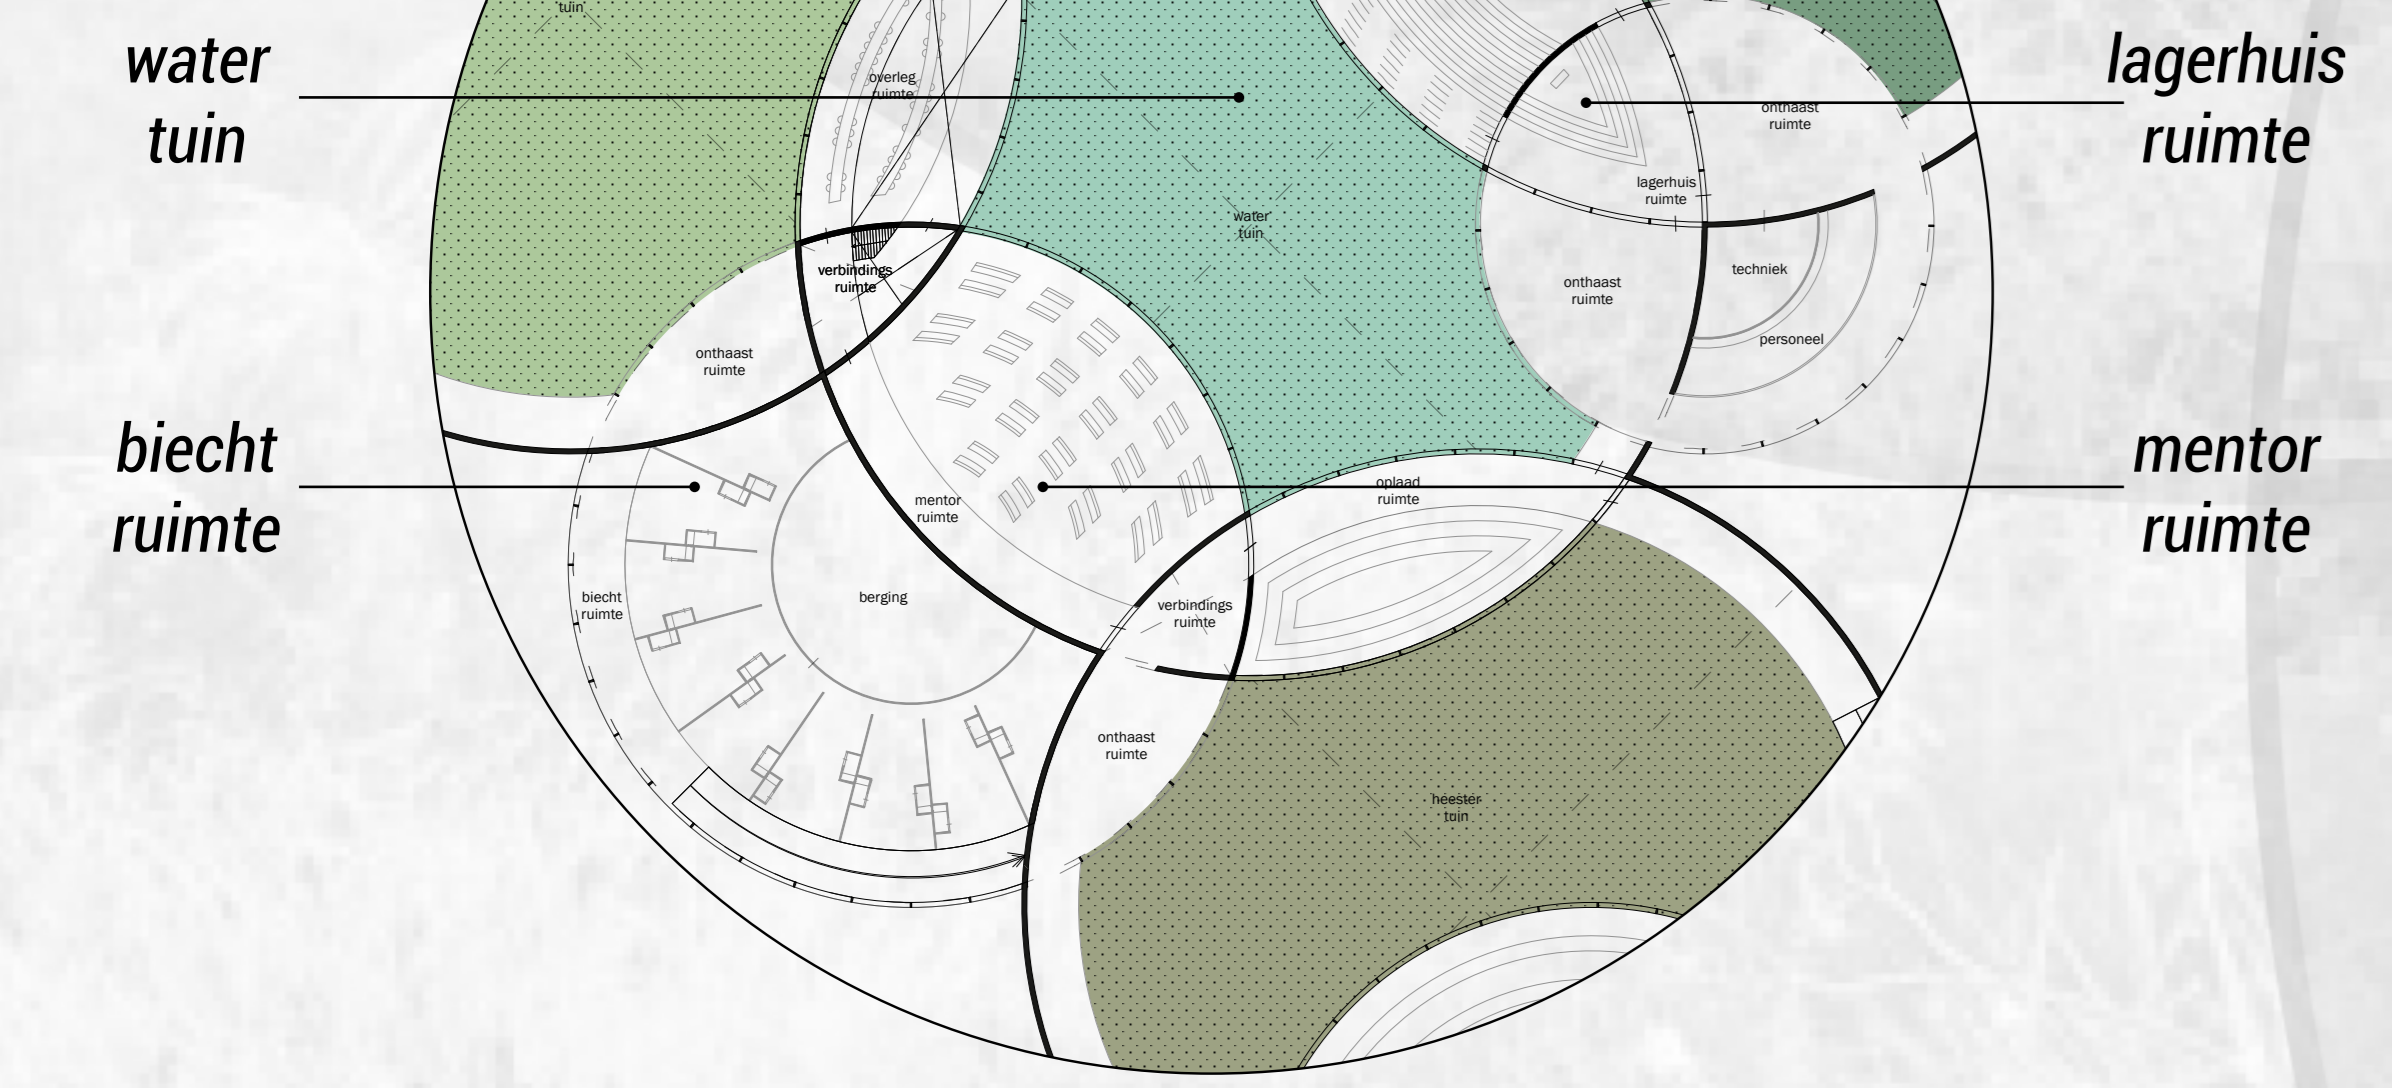 tuin
water
tuin
lagerhuis
ruimte
overleg
ruimte
onthaast
ruimte
lagerhuis
ruimte
water
tuin
verbindings
ruimte
techniek
onthaast
ruimte
personeel
onthaast
ruimte
biecht
ruimte
mentor
ruimte
oplaad
ruimte
mentor
ruimte
biecht
ruimte
berging
verbindings
ruimte
onthaast
ruimte
heester
tuin